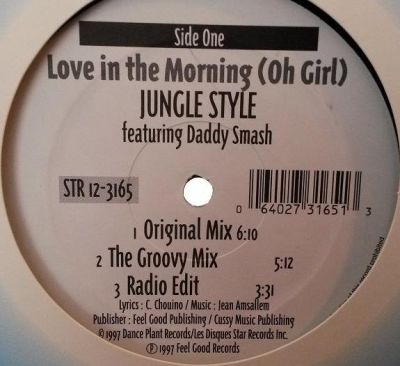 Side One
Love in the Morning (Oh Girl)
JUNGLE STYLE
featuring Daddy Smash
STR 12-3165
0 64027 31651 3
1 Original Mix 6:10
2 The Groovy Mix 5:12
3 Radio Edit 3:31
Lyrics : C. Chouino / Music : Jean Amsallem
Publisher : Feel Good Publishing / Cussy Music Publishing
© 1997 Dance Plant Records/Les Disques Star Records Inc.
℗ 1997 Feel Good Records